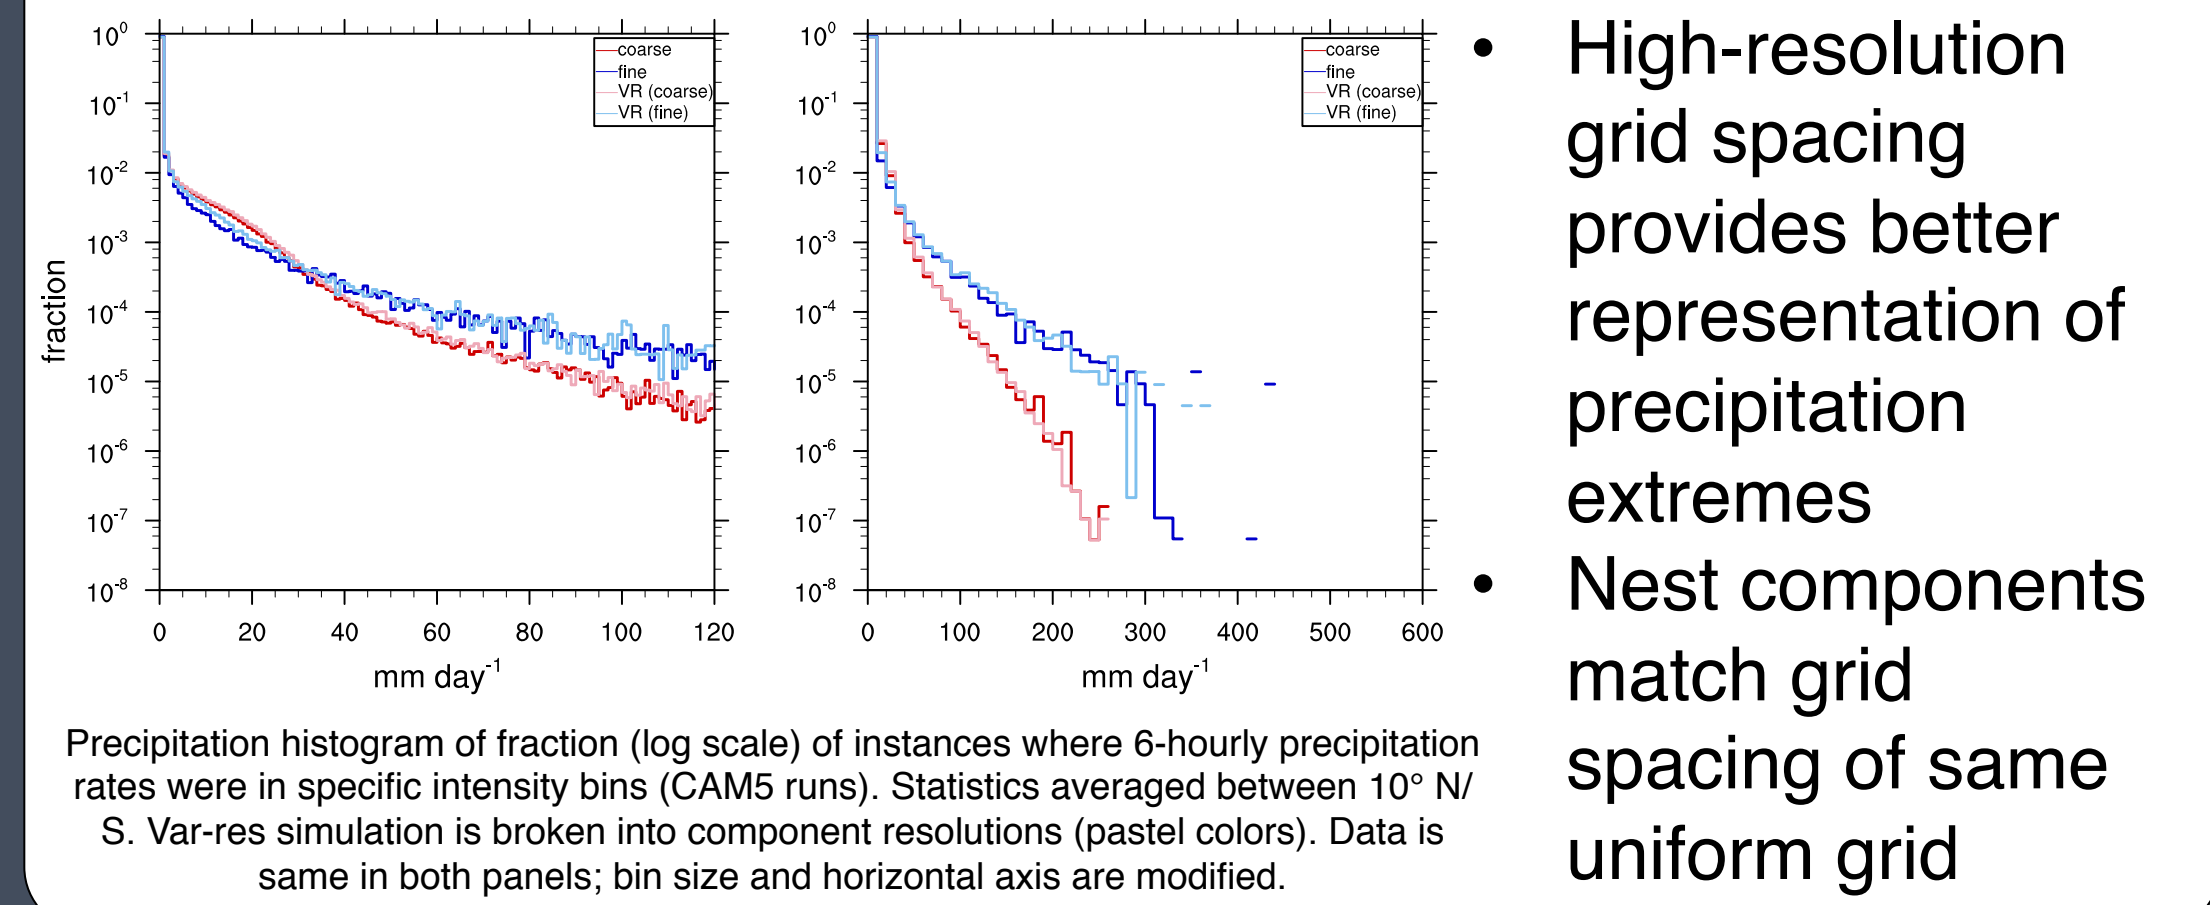 10⁰
10⁻¹
10⁻²
10⁻³
10⁻⁴
10⁻⁵
10⁻⁶
10⁻⁷
10⁻⁸
fraction
0 20 40 60 80 100 120
mm day⁻¹
coarse
fine
VR (coarse)
VR (fine)
10⁰
10⁻¹
10⁻²
10⁻³
10⁻⁴
10⁻⁵
10⁻⁶
10⁻⁷
10⁻⁸
0 100 200 300 400 500 600
mm day⁻¹
coarse
fine
VR (coarse)
VR (fine)
Precipitation histogram of fraction (log scale) of instances where 6-hourly precipitation
rates were in specific intensity bins (CAM5 runs). Statistics averaged between 10° N/
S. Var-res simulation is broken into component resolutions (pastel colors). Data is
same in both panels; bin size and horizontal axis are modified.
• High-resolution
grid spacing
provides better
representation of
precipitation
extremes
• Nest components
match grid
spacing of same
uniform grid